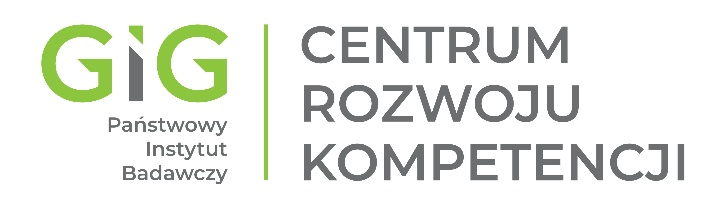 GiG
Państwowy
Instytut
Badawczy
CENTRUM
ROZWOJU
KOMPETENCJI